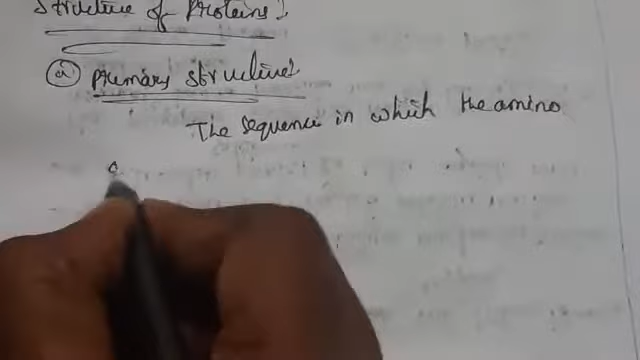 Structure of Proteins:
(a) Primary structure:
The sequence in which the amino